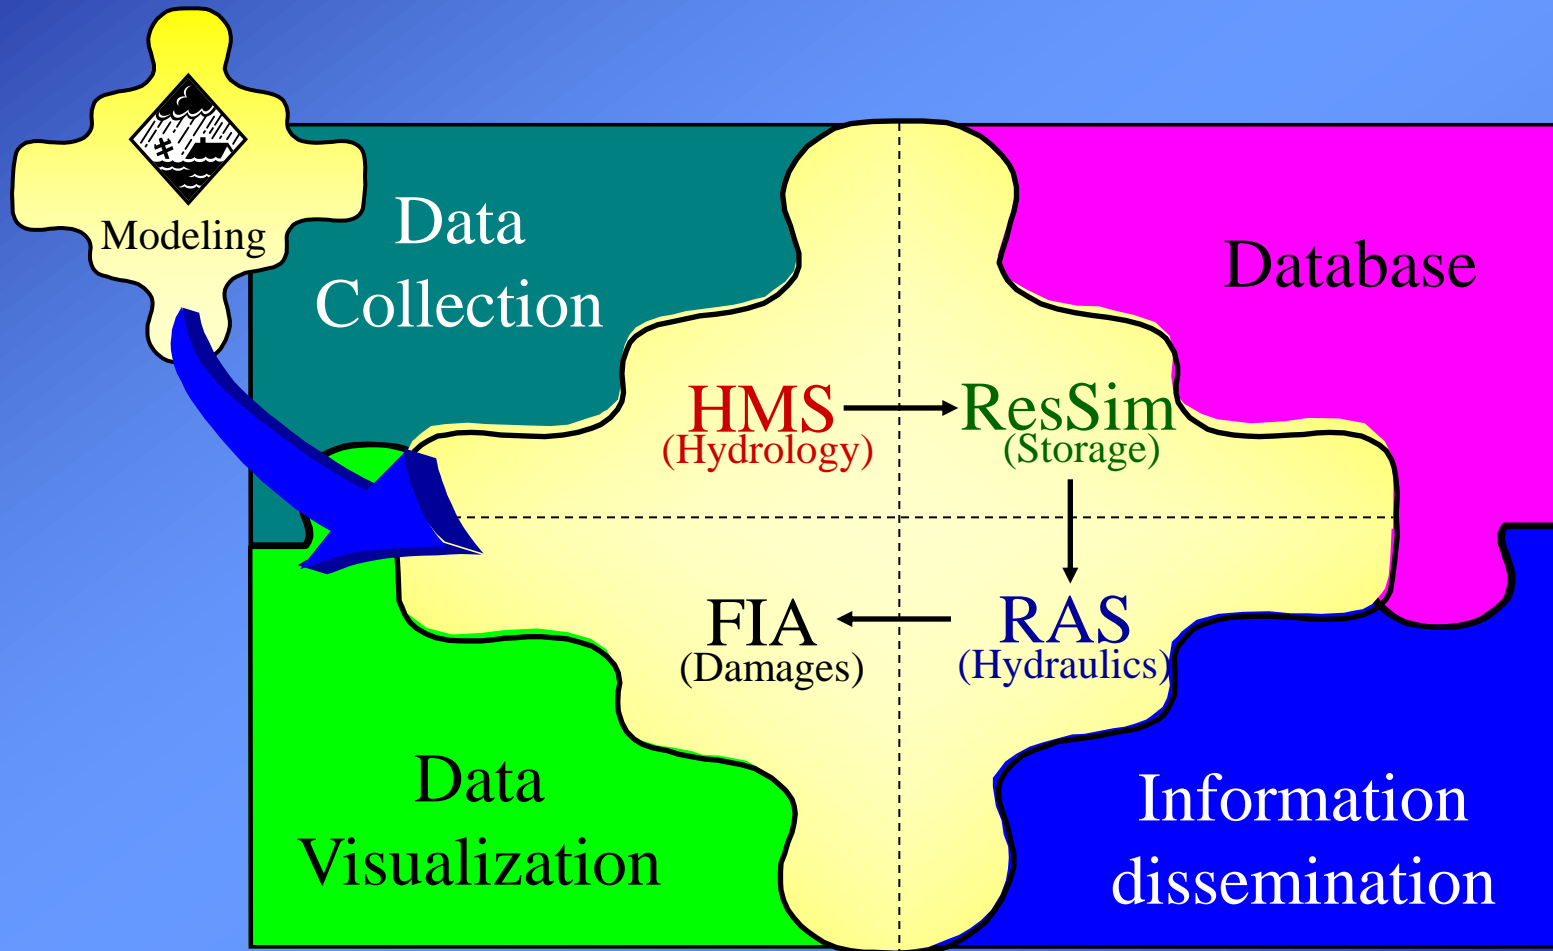 Modeling
Data
Collection
Database
HMS
(Hydrology)
ResSim
(Storage)
FIA
(Damages)
RAS
(Hydraulics)
Data
Visualization
Information
dissemination